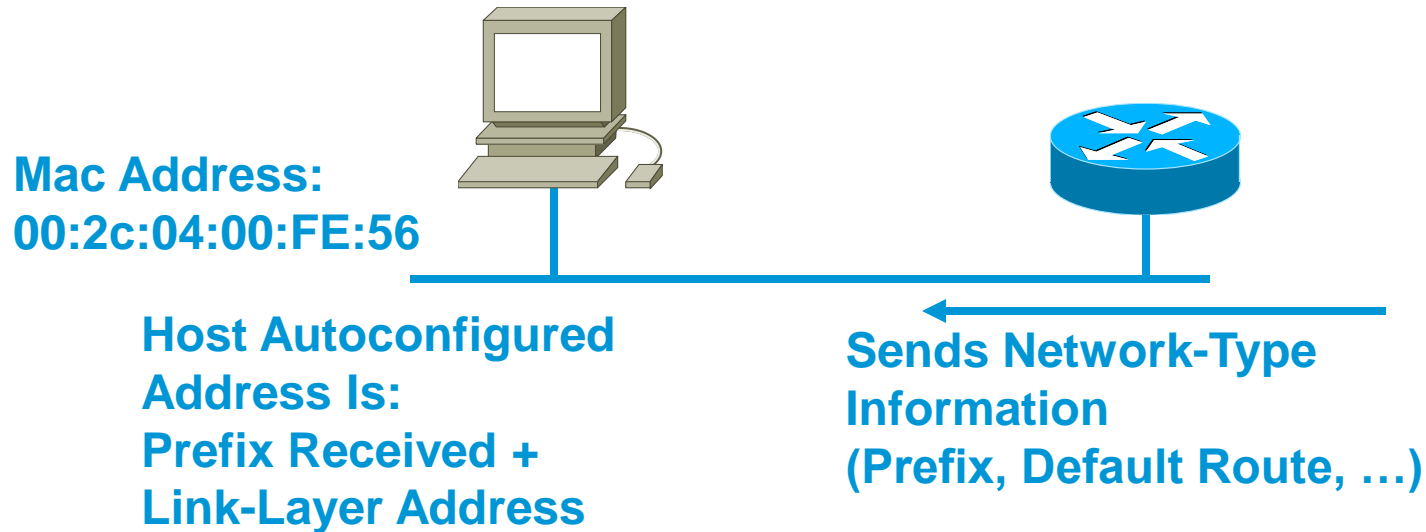 Mac Address:
00:2c:04:00:FE:56
Host Autoconfigured
Address Is:
Prefix Received +
Link-Layer Address
Sends Network-Type
Information
(Prefix, Default Route, …)